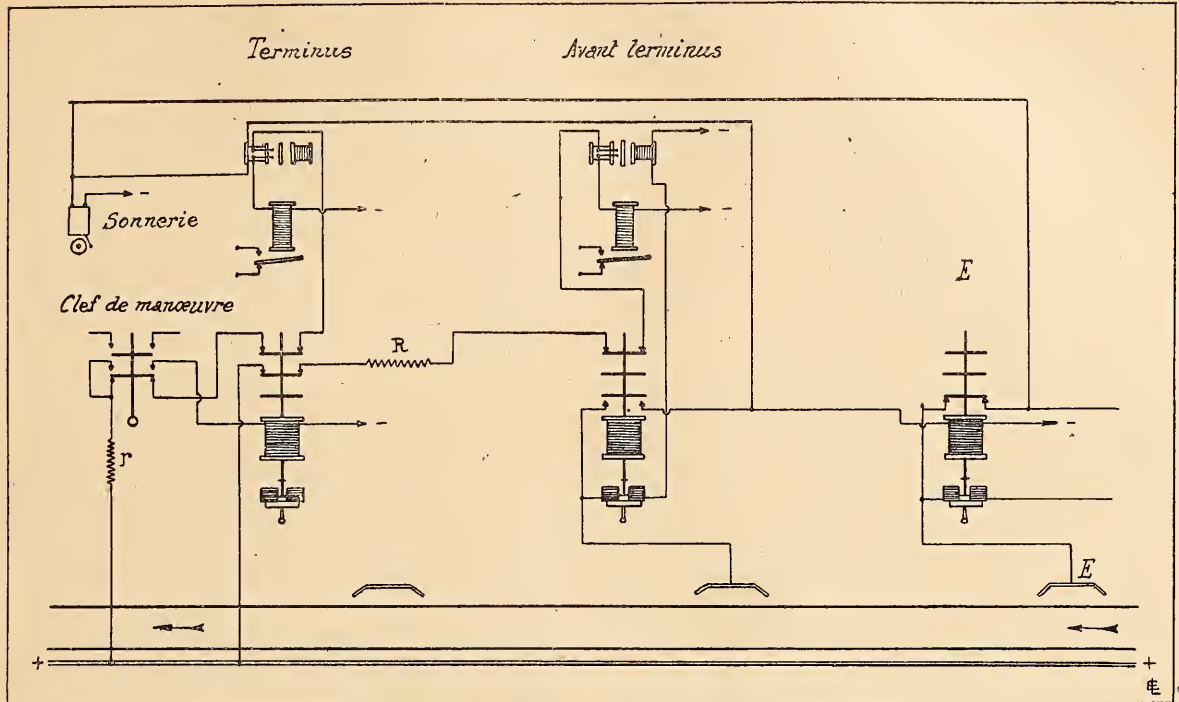 Terminus
Avant terminus
Sonnerie
E
Clef de manœuvre
R
r
E
+
+
-
-
-
-
-
-